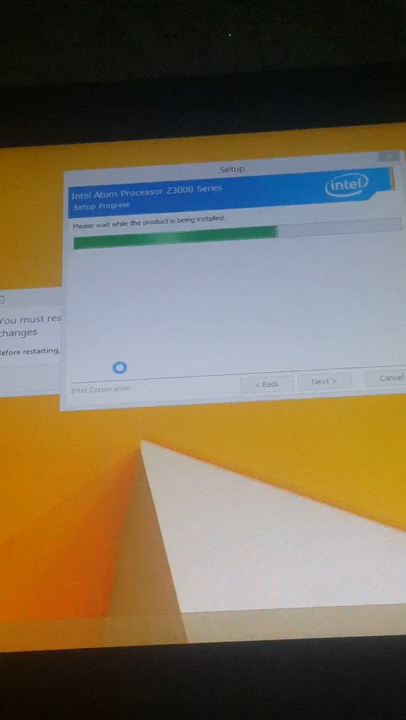 Setup
Intel Atom Processor Z3000 Series
Setup Progress
intel
Please wait while the product is being installed.
You must res
changes
Before restarting,
Intel Corporation
< Back
Next >
Cancel